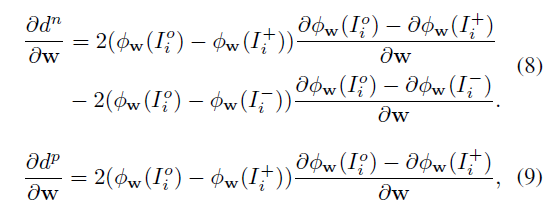 ∂dⁿ/∂w = 2(ϕ_w(I_i^o) − ϕ_w(I_i^+)) (∂ϕ_w(I_i^o) − ∂ϕ_w(I_i^+))/∂w
− 2(ϕ_w(I_i^o) − ϕ_w(I_i^−)) (∂ϕ_w(I_i^o) − ∂ϕ_w(I_i^−))/∂w. (8)
∂d^p/∂w = 2(ϕ_w(I_i^o) − ϕ_w(I_i^+)) (∂ϕ_w(I_i^o) − ∂ϕ_w(I_i^+))/∂w, (9)